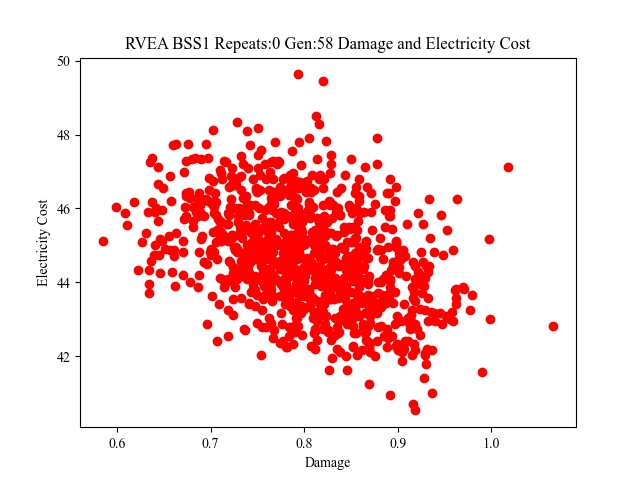 RVEA BSS1 Repeats:0 Gen:58 Damage and Electricity Cost
50
48
46
44
42
Electricity Cost
0.6 0.7 0.8 0.9 1.0
Damage